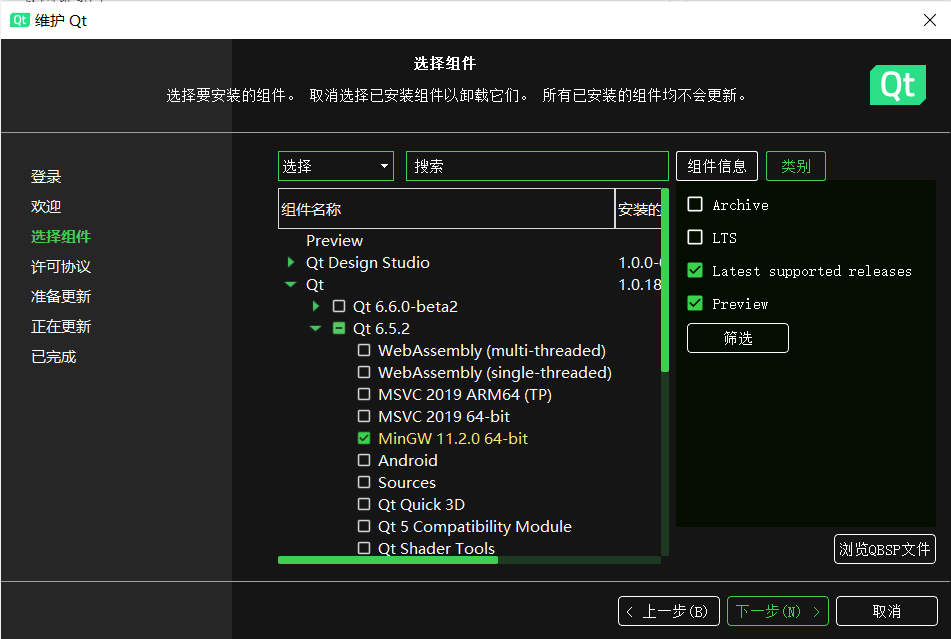 Qt 维护 Qt
选择组件
选择要安装的组件。 取消选择已安装组件以卸载它们。 所有已安装的组件均不会更新。
Qt
登录
欢迎
选择组件
许可协议
准备更新
正在更新
已完成
选择
搜索
组件信息
类别
组件名称
安装的
Preview
Qt Design Studio
1.0.0-
Qt
1.0.18
Qt 6.6.0-beta2
Qt 6.5.2
WebAssembly (multi-threaded)
WebAssembly (single-threaded)
MSVC 2019 ARM64 (TP)
MSVC 2019 64-bit
MinGW 11.2.0 64-bit
Android
Sources
Qt Quick 3D
Qt 5 Compatibility Module
Qt Shader Tools
Archive
LTS
Latest supported releases
Preview
筛选
浏览QBSP文件
< 上一步(B)
下一步(N) >
取消